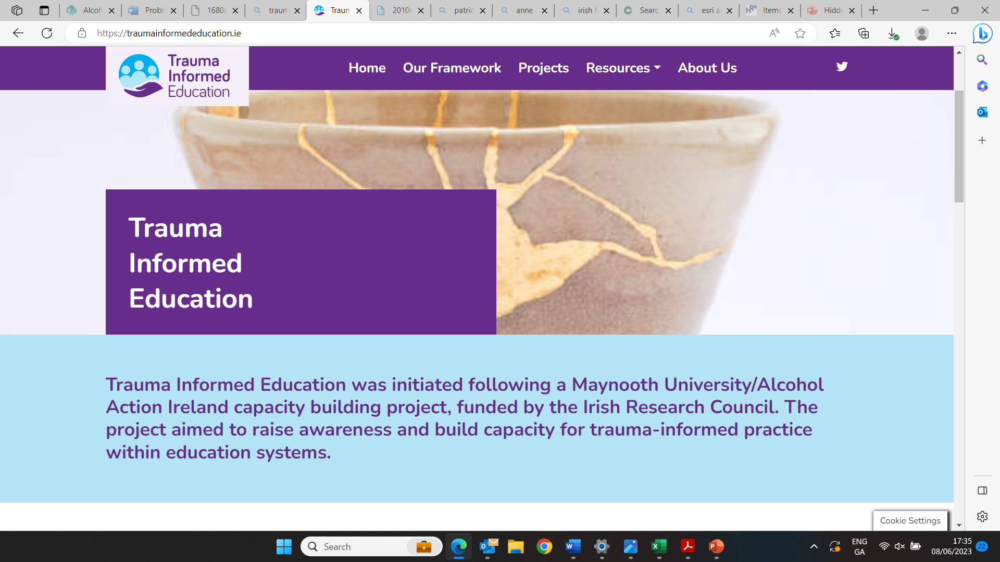 Alcoh
Probl
1680a
traum
Traum
2010r
patric
anne
irish f
Searc
esri a
Items
Hidde
https://traumainformededucation.ie
Trauma
Informed
Education
Home
Our Framework
Projects
Resources
About Us
Trauma
Informed
Education
Trauma Informed Education was initiated following a Maynooth University/Alcohol
Action Ireland capacity building project, funded by the Irish Research Council. The
project aimed to raise awareness and build capacity for trauma-informed practice
within education systems.
Cookie Settings
Search
ENG
GA
17:35
08/06/2023
22